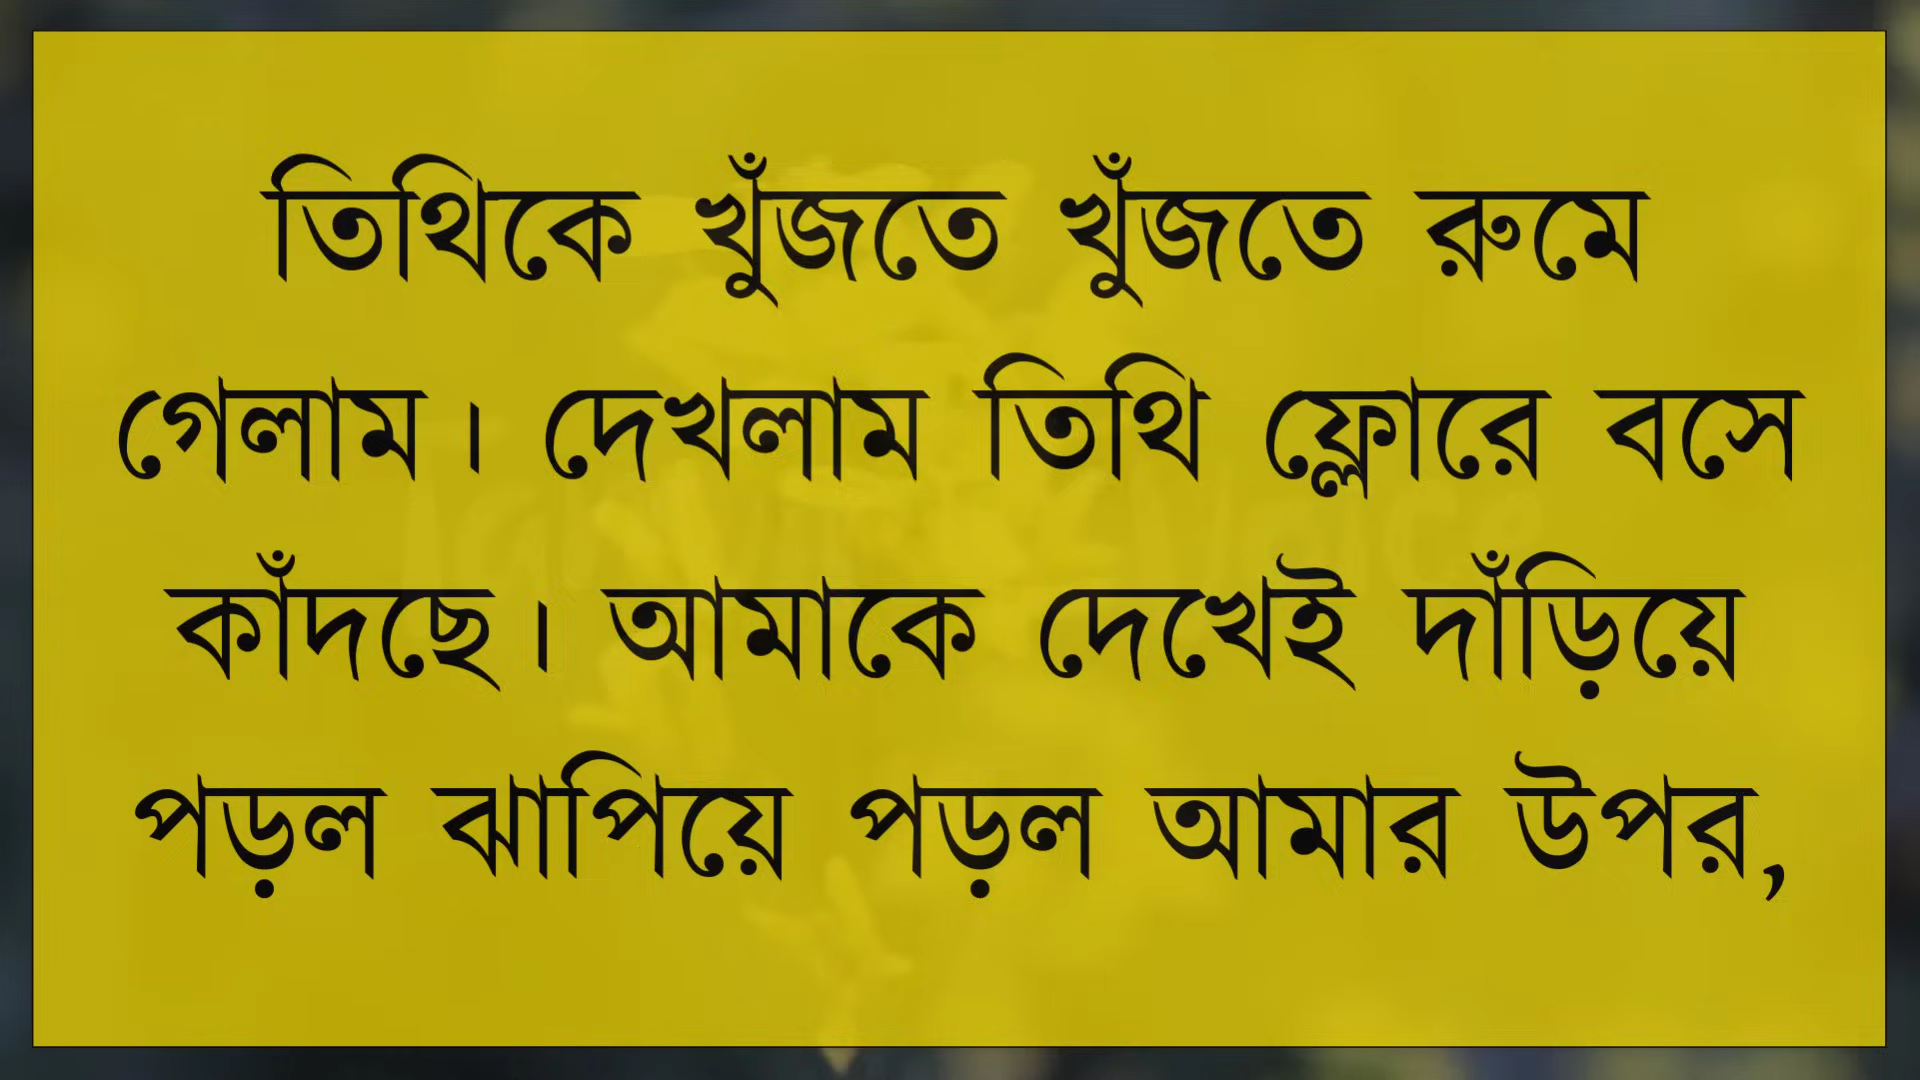 তিথিকে খুঁজতে খুঁজতে রুমে
গেলাম। দেখলাম তিথি ফ্লোরে বসে
কাঁদছে। আমাকে দেখেই দাঁড়িয়ে
পড়ল ঝাপিয়ে পড়ল আমার উপর,